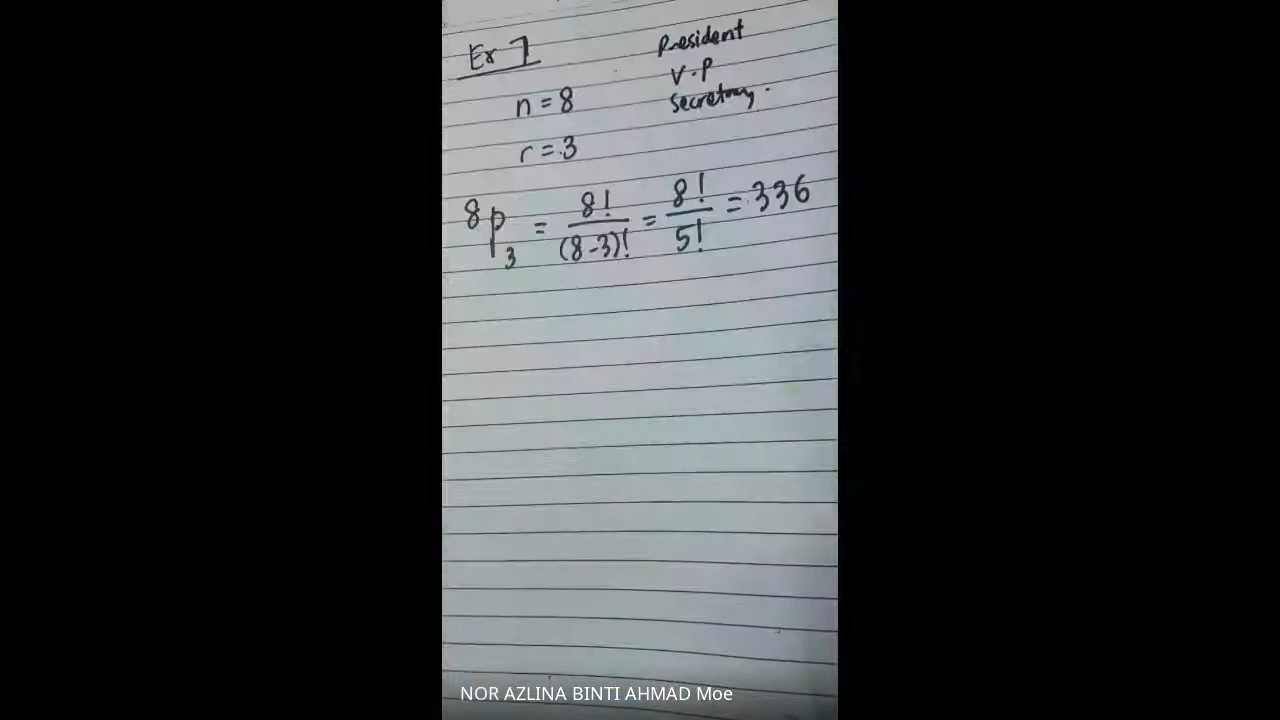 Ex 7
President
V.P
Secretary.
n = 8
r = 3
8P3 = 8!/(8-3)! = 8!/5! = 336
NOR AZLINA BINTI AHMAD Moe